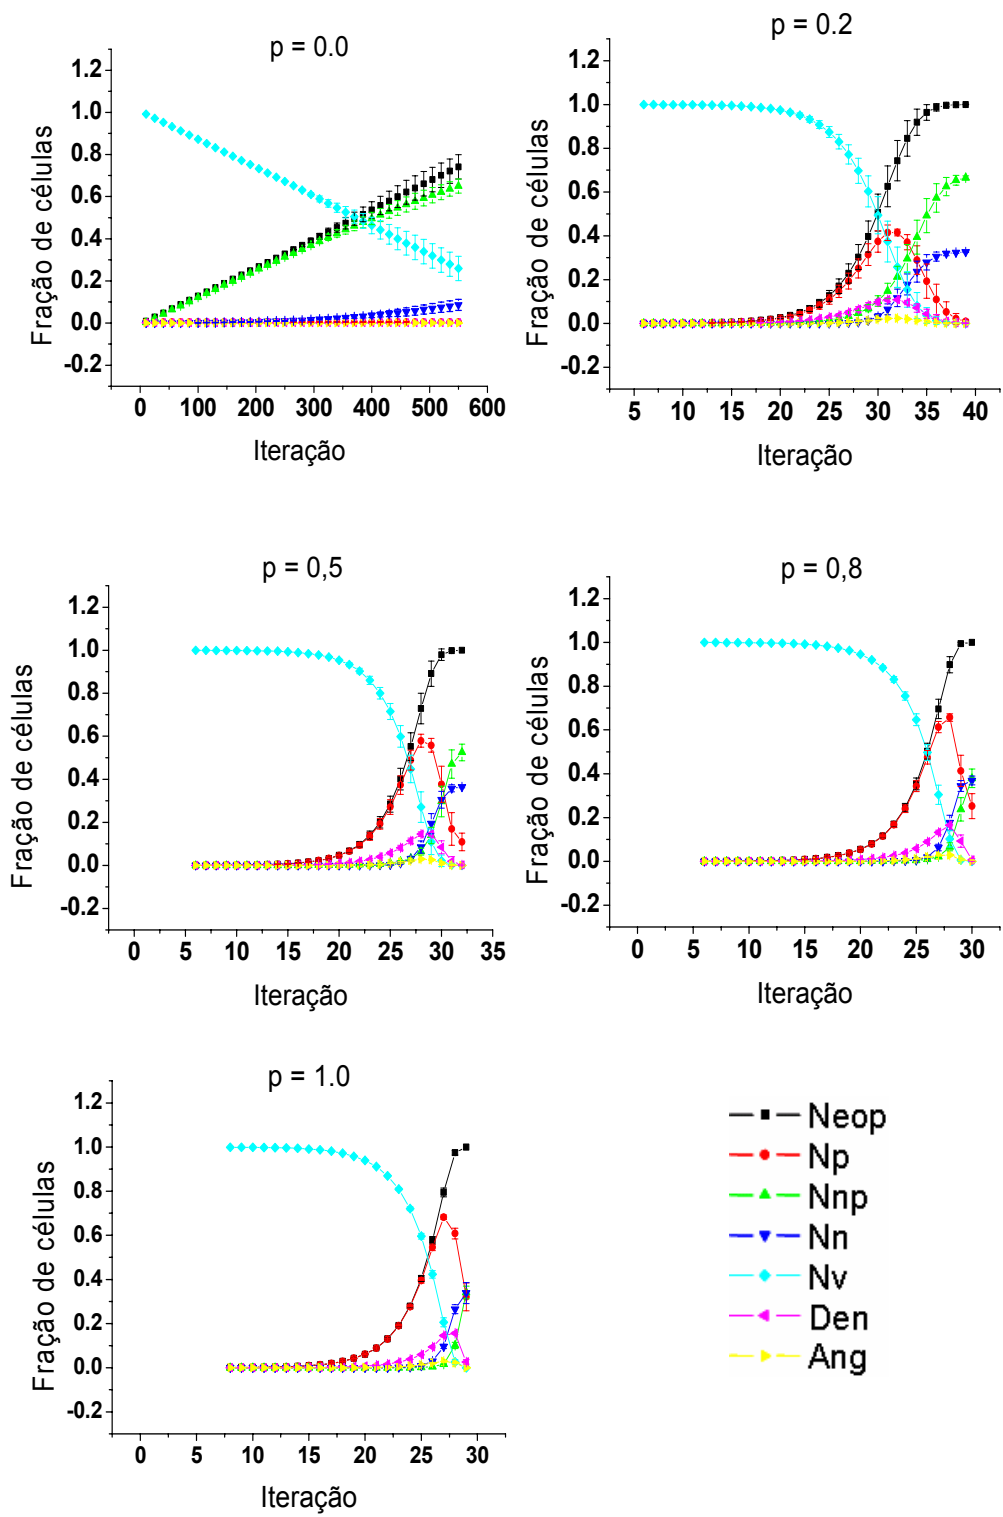 p = 0.0
1.2
1.0
0.8
0.6
0.4
0.2
0.0
-0.2
Fração de células
0 100 200 300 400 500 600
Iteração
p = 0.2
1.2
1.0
0.8
0.6
0.4
0.2
0.0
-0.2
Fração de células
5 10 15 20 25 30 35 40
Iteração
p = 0,5
1.2
1.0
0.8
0.6
0.4
0.2
0.0
-0.2
Fração de células
0 5 10 15 20 25 30 35
Iteração
p = 0,8
1.2
1.0
0.8
0.6
0.4
0.2
0.0
-0.2
Fração de células
0 5 10 15 20 25 30
Iteração
p = 1.0
1.2
1.0
0.8
0.6
0.4
0.2
0.0
-0.2
Fração de células
0 5 10 15 20 25 30
Iteração
Neop
Np
Nnp
Nn
Nv
Den
Ang